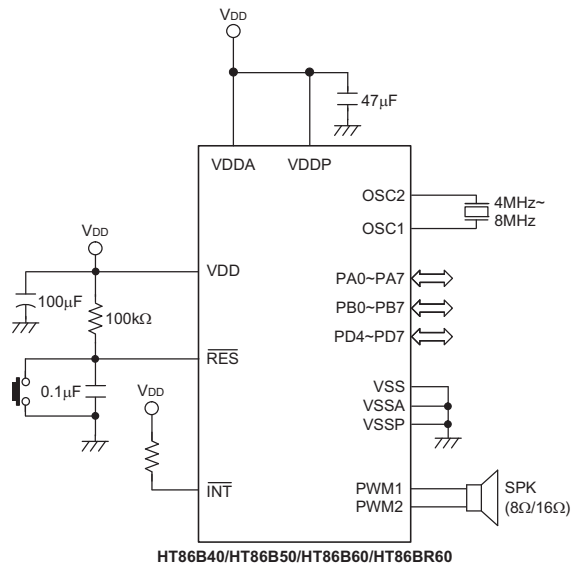 VDD
47µF
VDDA
VDDP
OSC2
4MHz~
8MHz
OSC1
VDD
VDD
PA0~PA7
100µF
100kΩ
PB0~PB7
PD4~PD7
RES
0.1µF
VDD
VSS
VSSA
VSSP
INT
PWM1
PWM2
SPK
(8Ω/16Ω)
HT86B40/HT86B50/HT86B60/HT86BR60